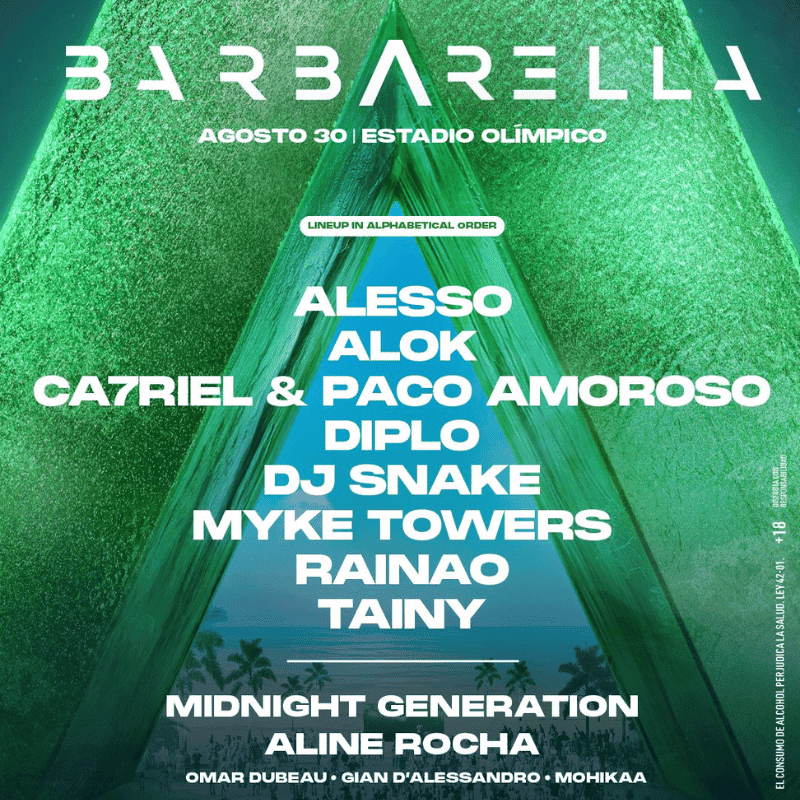 BARBARELLA
AGOSTO 30 | ESTADIO OLÍMPICO
LINEUP IN ALPHABETICAL ORDER
ALESSO
ALOK
CA7RIEL & PACO AMOROSO
DIPLO
DJ SNAKE
MYKE TOWERS
RAINAO
TAINY
MIDNIGHT GENERATION
ALINE ROCHA
OMAR DUBEAU • GIAN D'ALESSANDRO • MOHIKAA
EL CONSUMO DE ALCOHOL PERJUDICA LA SALUD. LEY 42-01.
+18
RESPONSABILIDAD